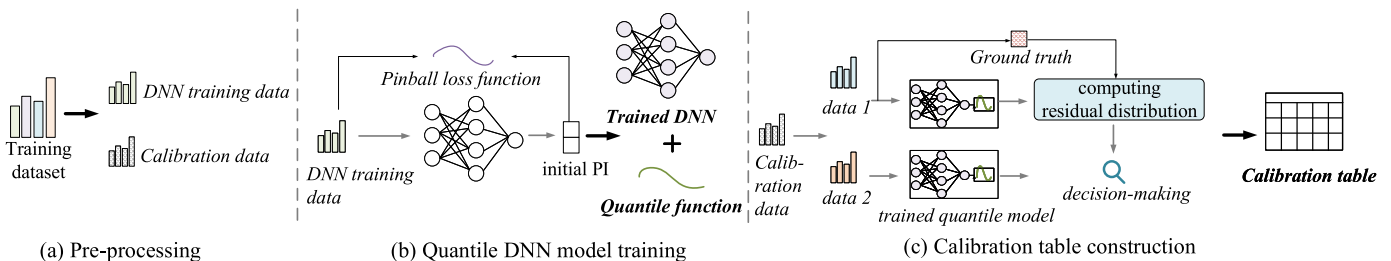 Training
dataset
DNN training data
Calibration data
(a) Pre-processing
Pinball loss function
DNN training
data
initial PI
Trained DNN
+
Quantile function
(b) Quantile DNN model training
Calib-
ration
data
data 1
data 2
Ground truth
computing
residual distribution
trained quantile model
decision-making
Calibration table
(c) Calibration table construction